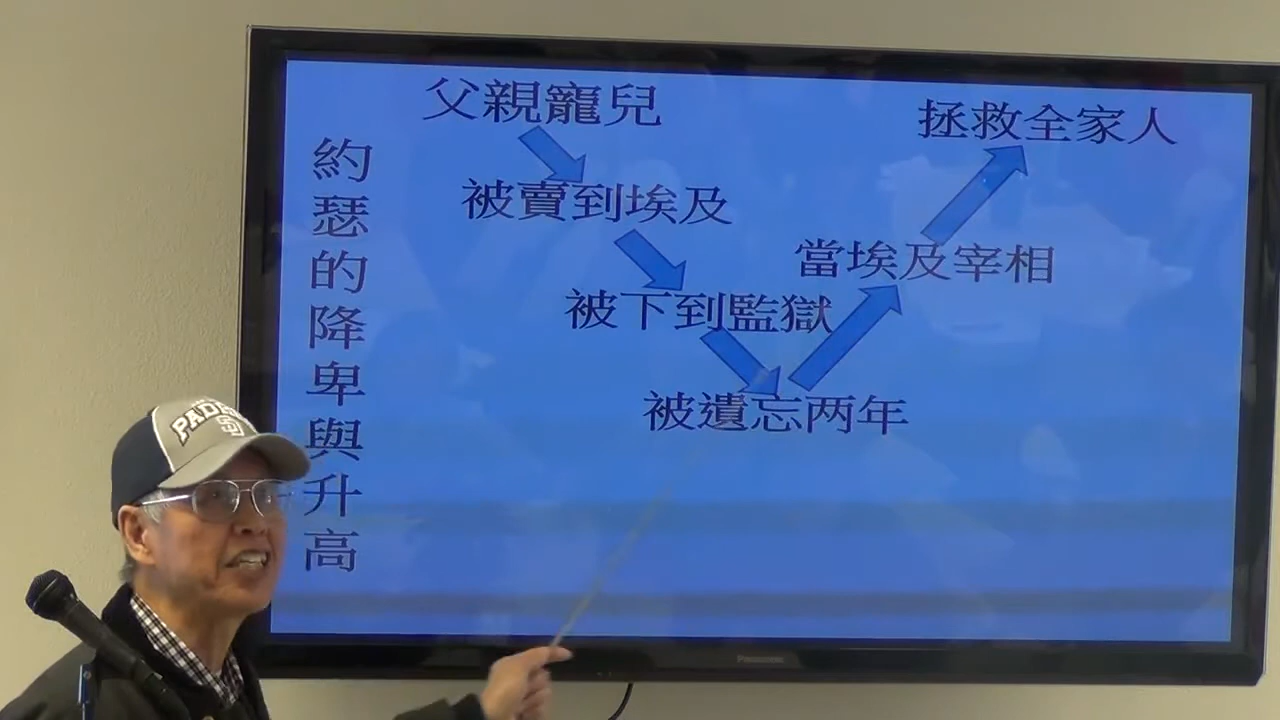 約瑟的降卑與升高
父親寵兒
被賣到埃及
被下到監獄
被遺忘两年
當埃及宰相
拯救全家人
PADRES
SD
Panasonic